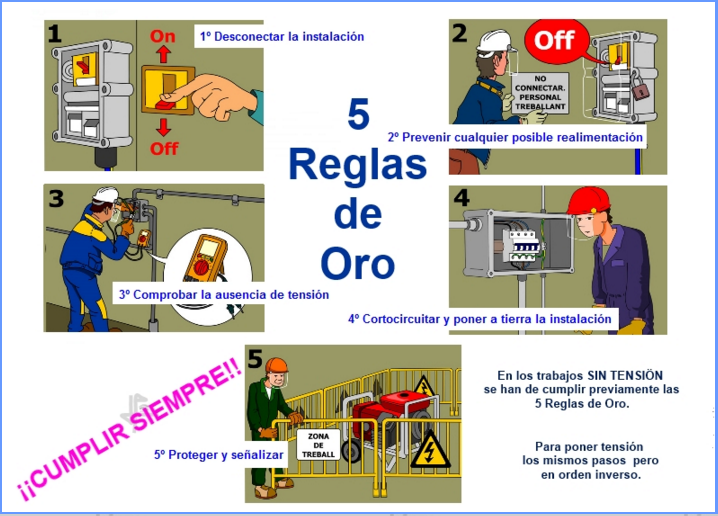 1
On
Off
1º Desconectar la instalación
2
Off
NO
CONNECTAR.
PERSONAL
TREBALLANT
2º Prevenir cualquier posible realimentación
5
Reglas
de
Oro
3
3º Comprobar la ausencia de tensión
4
4º Cortocircuitar y poner a tierra la instalación
¡¡CUMPLIR SIEMPRE!!
5
ZONA
DE
TREBALL
5º Proteger y señalizar
En los trabajos SIN TENSIÖN
se han de cumplir previamente las
5 Reglas de Oro.
Para poner tensión
los mismos pasos pero
en orden inverso.